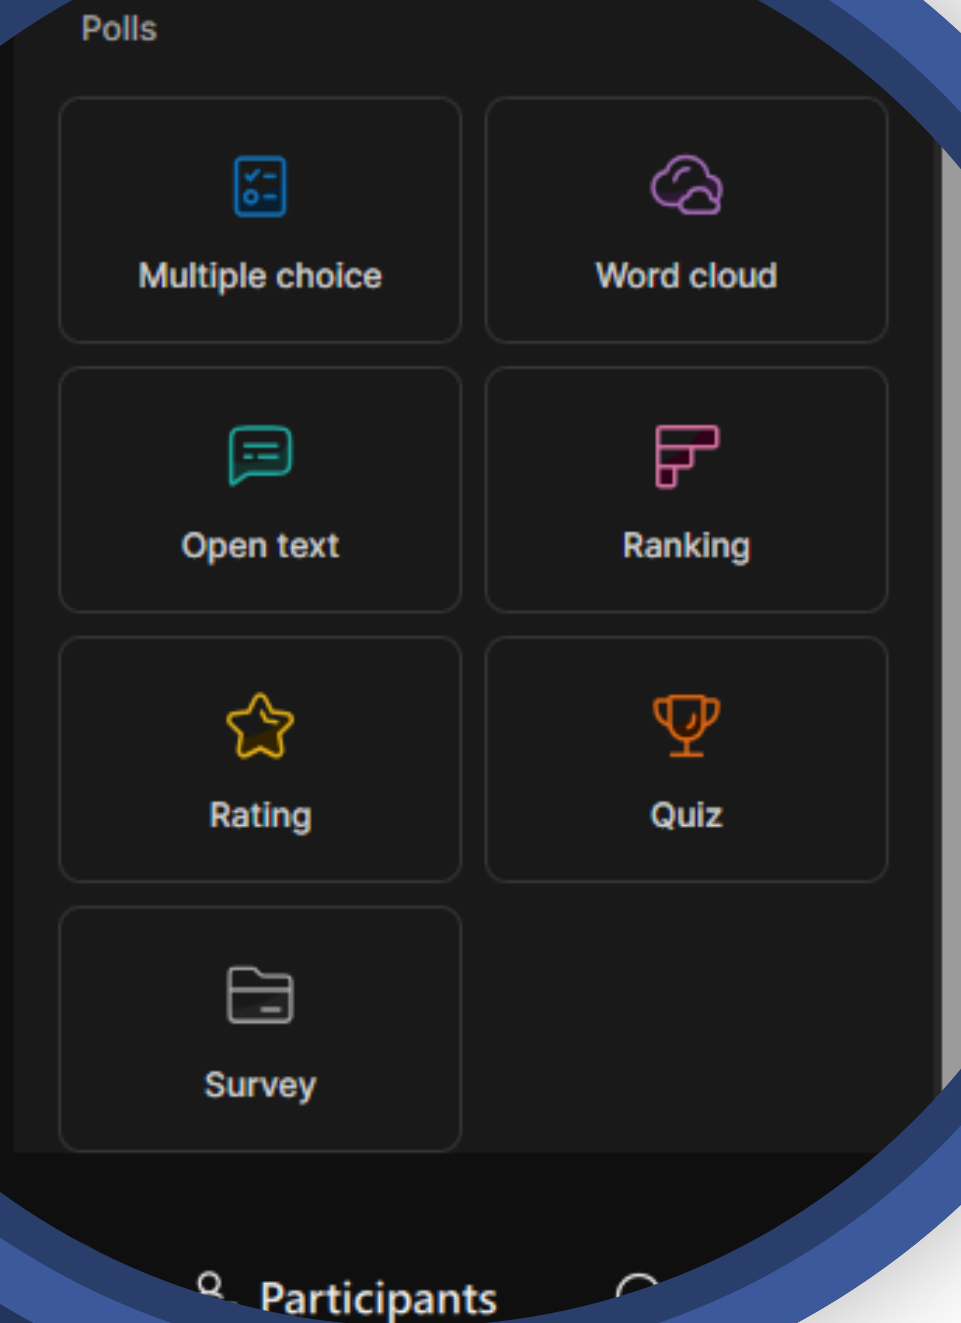 Polls
Multiple choice
Word cloud
Open text
Ranking
Rating
Quiz
Survey
Participants